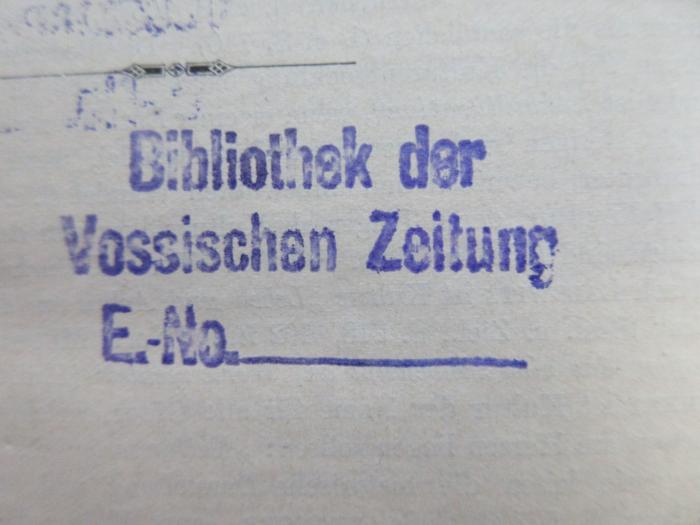 Bibliothek der
Vossischen Zeitung
E.-No.